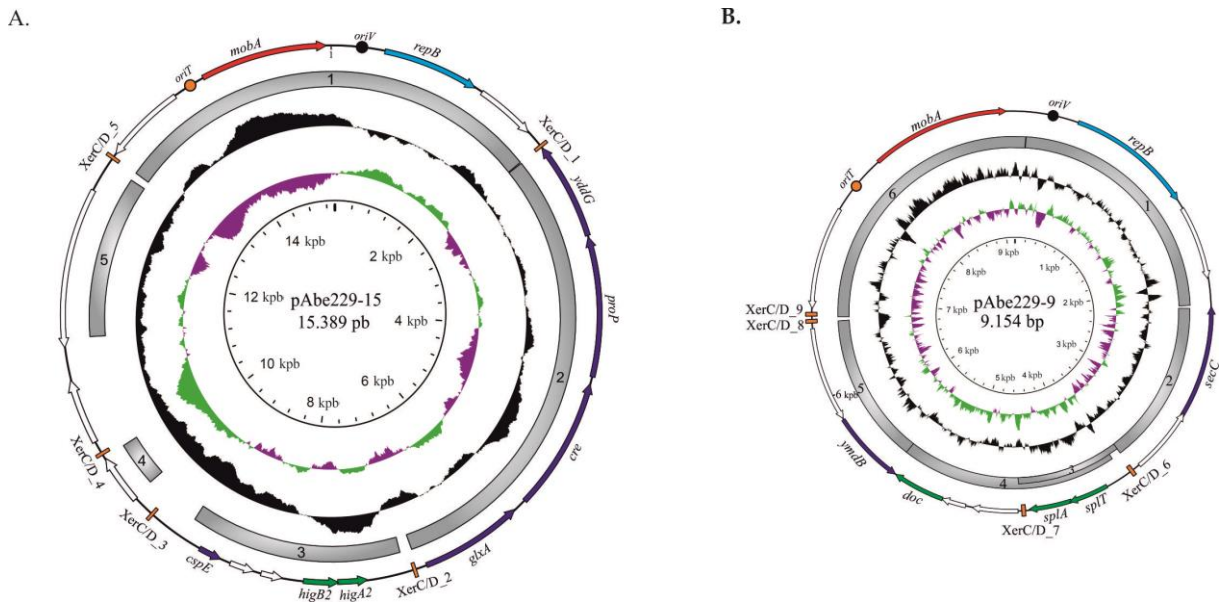 A.
mobA
1
oriV
repB
oriT
XerC/D_5
XerC/D_1
1
yddG
14 kpb
2 kpb
5
proP
12 kpb
pAbe229-15
15.389 pb
4 kpb
2
10 kpb
6 kpb
8 kpb
cre
XerC/D_4
4
XerC/D_3
3
cspE
glxA
XerC/D_2
higB2
higA2
B.
oriV
mobA
repB
oriT
6
1
9 kpb
8 kpb
1 kpb
7 kpb
pAbe229-9
9.154 bp
2 kpb
XerC/D_9
XerC/D_8
6 kpb
3 kpb
5 kpb
4 kpb
2
secC
-6 kpb
5
ymdB
3
4
XerC/D_6
doc
splT
splA
XerC/D_7